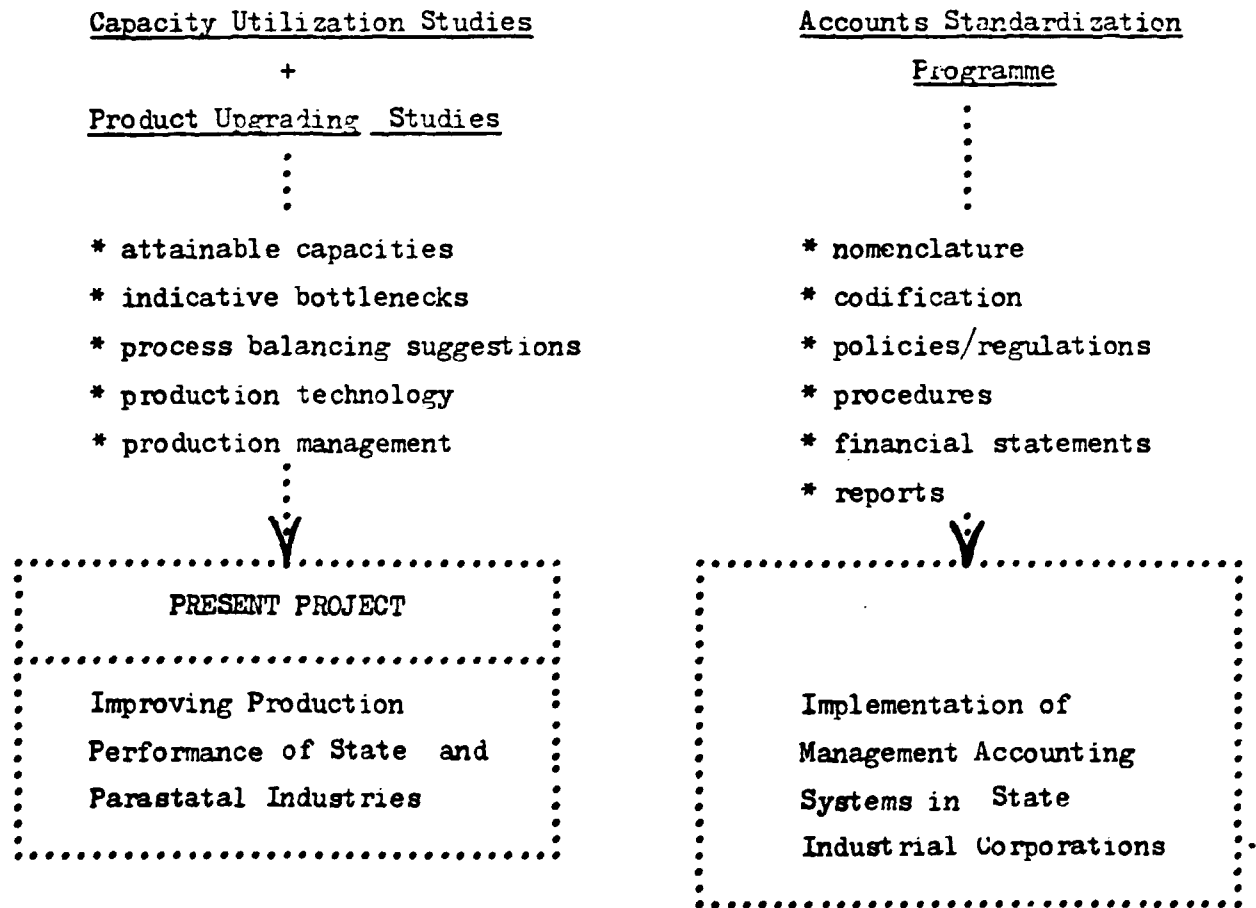 Capacity Utilization Studies
+
Product Upgrading Studies
* attainable capacities
* indicative bottlenecks
* process balancing suggestions
* production technology
* production management
PRESENT PROJECT
Improving Production
Performance of State and
Parastatal Industries
Accounts Standardization
Programme
* nomenclature
* codification
* policies/regulations
* procedures
* financial statements
* reports
Implementation of
Management Accounting
Systems in State
Industrial Corporations